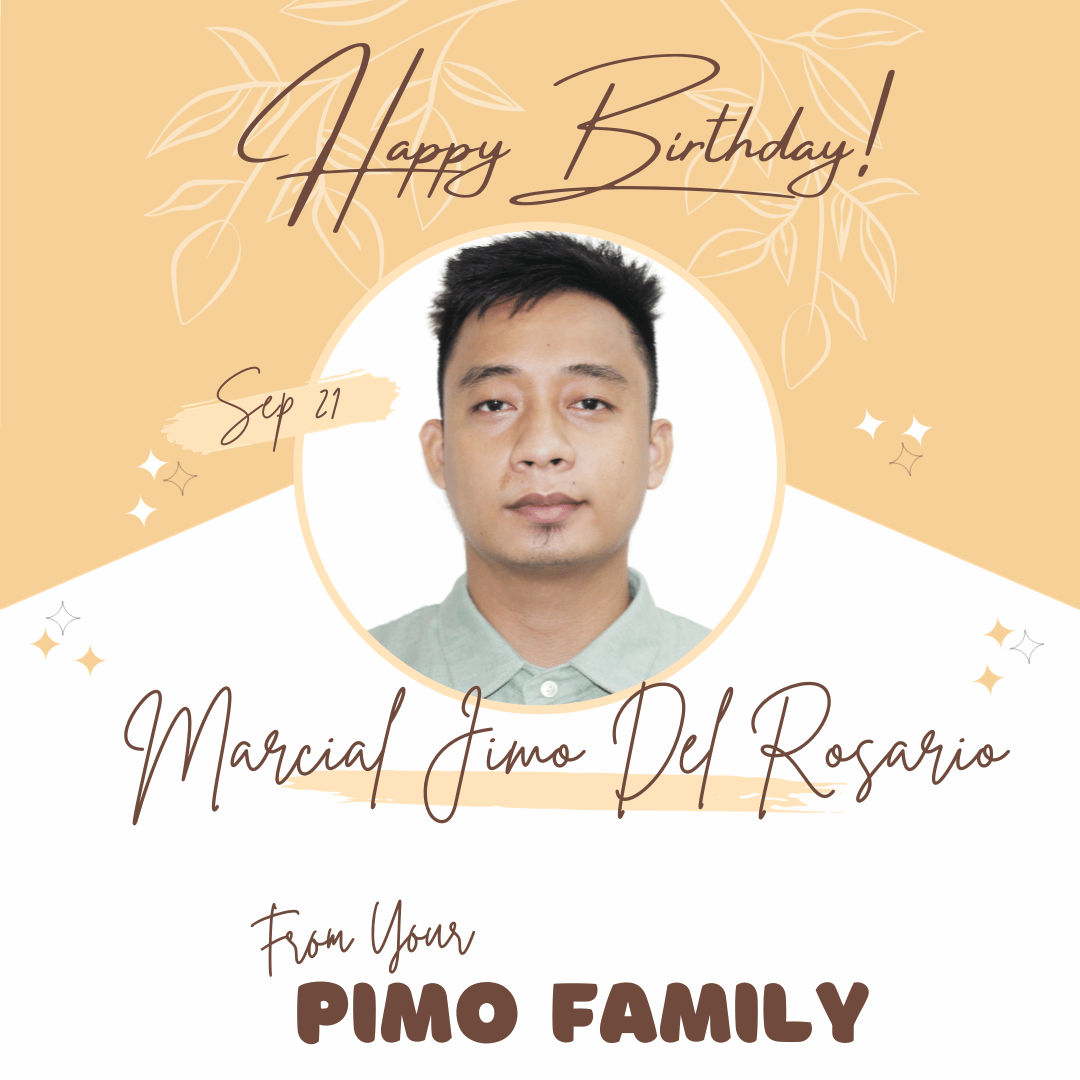 Happy Birthday!
Sep 21
Marcial Jimo Del Rosario
From Your
PIMO FAMILY